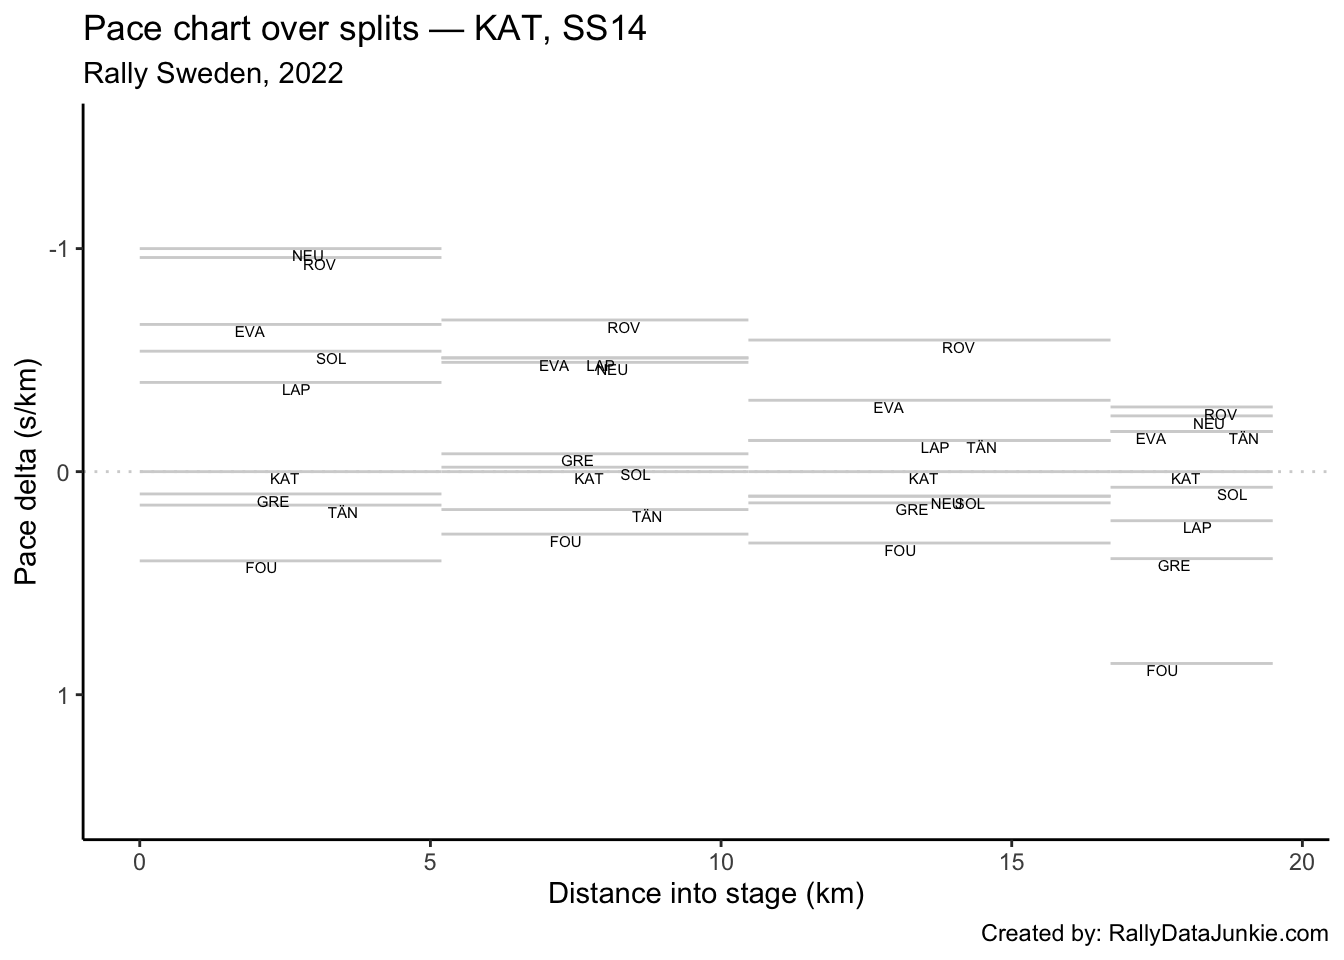 Pace chart over splits — KAT, SS14
Rally Sweden, 2022
Pace delta (s/km)
-1
0
1
NEU
ROV
EVA
SOL
LAP
KAT
GRE
TÄN
FOU
ROV
EVA LAP
NEU
GRE
SOL
KAT
TÄN
FOU
ROV
EVA
LAP TÄN
KAT
NEU SOL
GRE
FOU
ROV
NEU
EVA TÄN
KAT
SOL
LAP
GRE
FOU
0 5 10 15 20
Distance into stage (km)
Created by: RallyDataJunkie.com